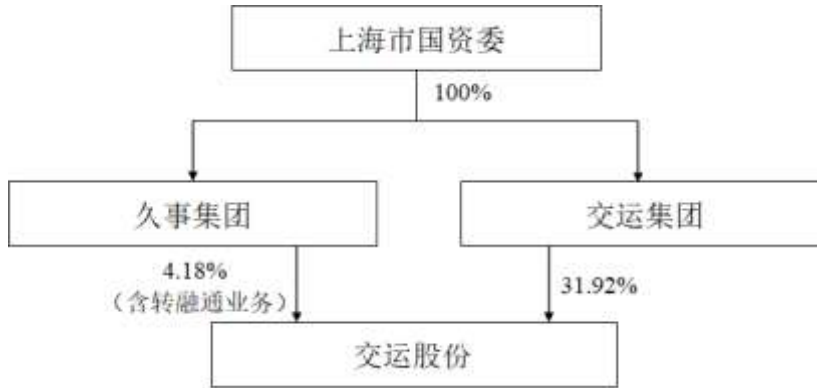 上海市国资委
100%
久事集团
交运集团
4.18%
（含转融通业务）
31.92%
交运股份